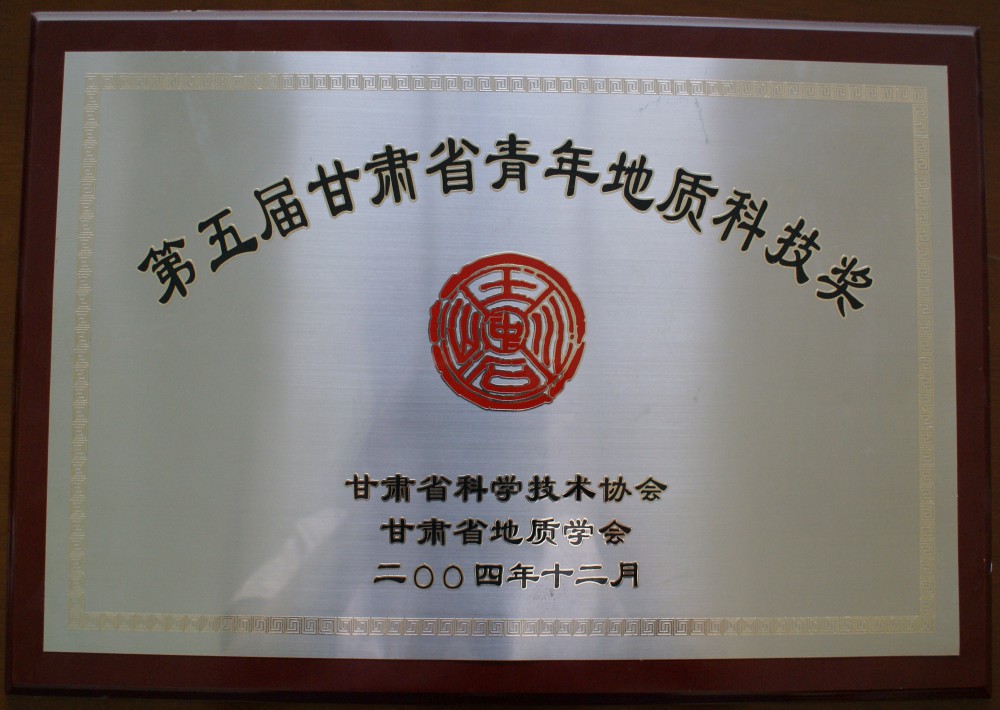 第五届甘肃省青年地质科技奖
甘肃省科学技术协会
甘肃省地质学会
二〇〇四年十二月